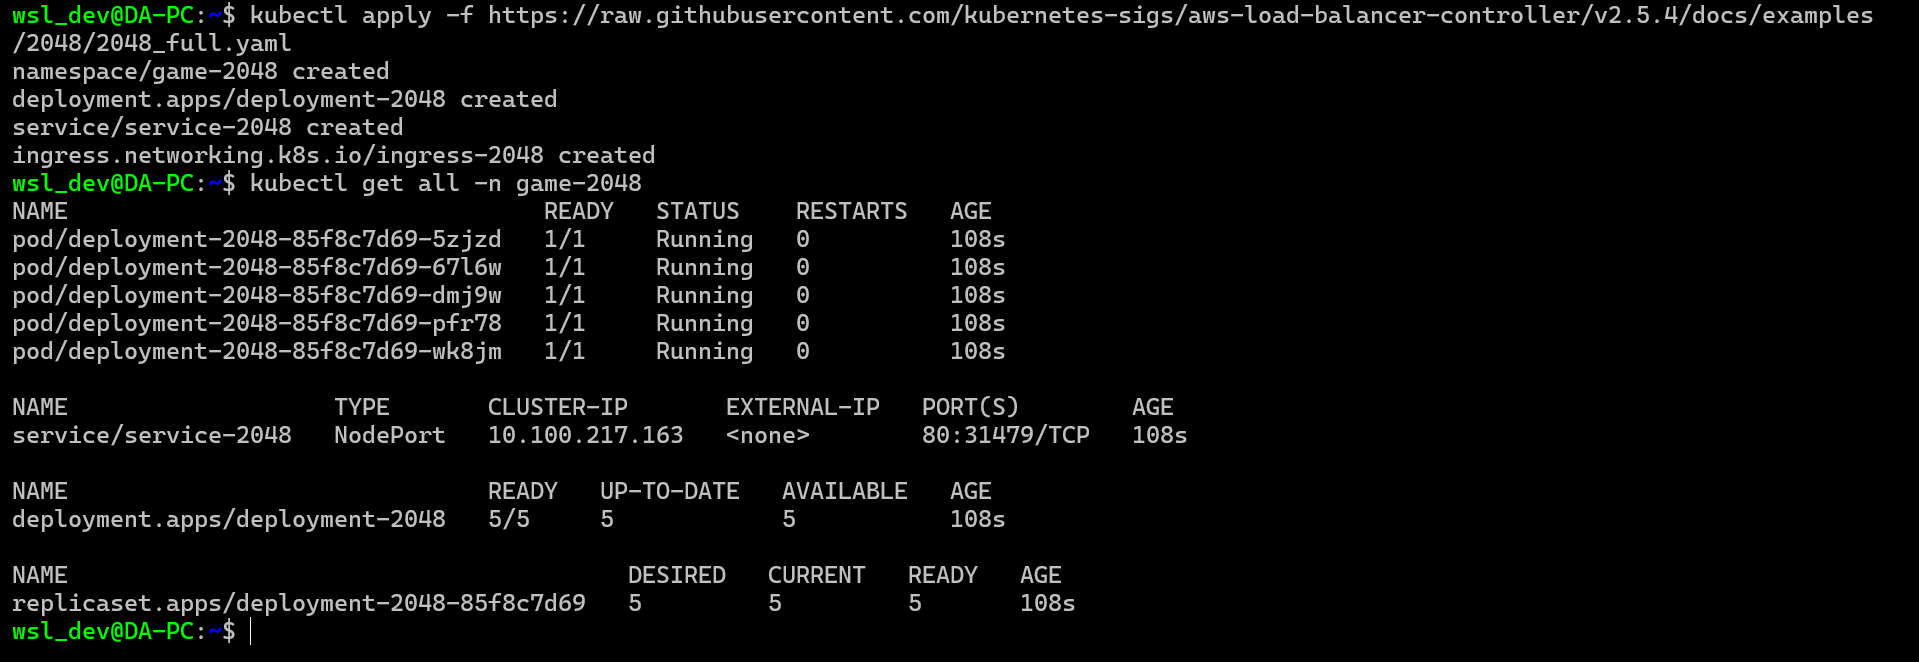 wsl_dev@DA-PC:~$ kubectl apply -f https://raw.githubusercontent.com/kubernetes-sigs/aws-load-balancer-controller/v2.5.4/docs/examples
/2048/2048_full.yaml
namespace/game-2048 created
deployment.apps/deployment-2048 created
service/service-2048 created
ingress.networking.k8s.io/ingress-2048 created
wsl_dev@DA-PC:~$ kubectl get all -n game-2048
NAME                                  READY   STATUS    RESTARTS   AGE
pod/deployment-2048-85f8c7d69-5zjzd   1/1     Running   0          108s
pod/deployment-2048-85f8c7d69-67l6w   1/1     Running   0          108s
pod/deployment-2048-85f8c7d69-dmj9w   1/1     Running   0          108s
pod/deployment-2048-85f8c7d69-pfr78   1/1     Running   0          108s
pod/deployment-2048-85f8c7d69-wk8jm   1/1     Running   0          108s

NAME                   TYPE       CLUSTER-IP       EXTERNAL-IP   PORT(S)        AGE
service/service-2048   NodePort   10.100.217.163   <none>        80:31479/TCP   108s

NAME                              READY   UP-TO-DATE   AVAILABLE   AGE
deployment.apps/deployment-2048   5/5     5            5           108s

NAME                                        DESIRED   CURRENT   READY   AGE
replicaset.apps/deployment-2048-85f8c7d69   5         5         5       108s
wsl_dev@DA-PC:~$